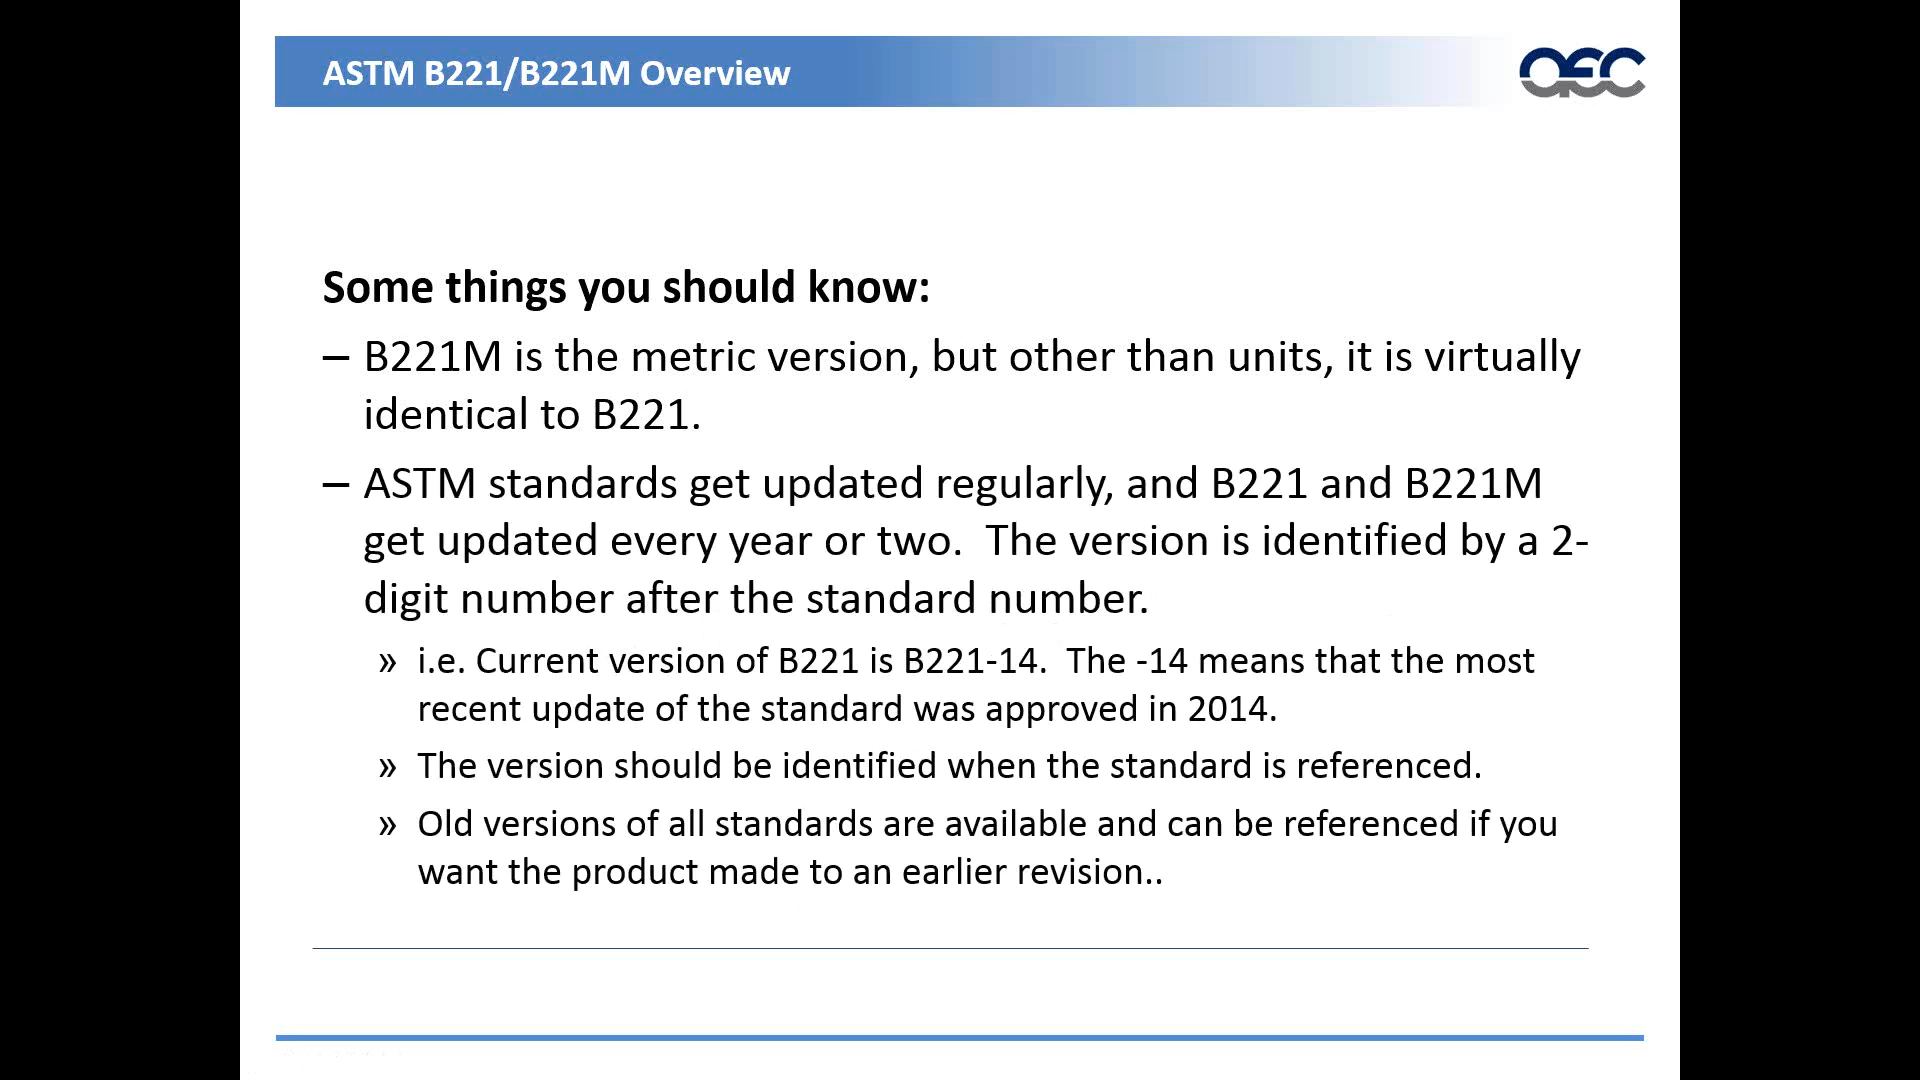 ASTM B221/B221M Overview
aec
Some things you should know:
– B221M is the metric version, but other than units, it is virtually
identical to B221.
– ASTM standards get updated regularly, and B221 and B221M
get updated every year or two.  The version is identified by a 2-
digit number after the standard number.
» i.e. Current version of B221 is B221-14.  The -14 means that the most
recent update of the standard was approved in 2014.
» The version should be identified when the standard is referenced.
» Old versions of all standards are available and can be referenced if you
want the product made to an earlier revision..